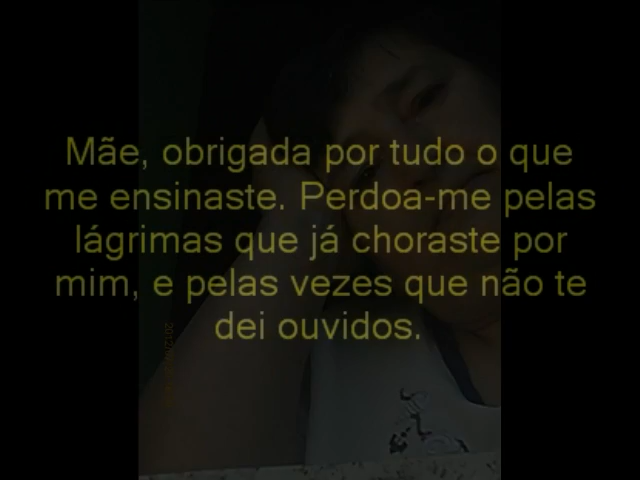 Mãe, obrigada por tudo o que
me ensinaste. Perdoa-me pelas
lágrimas que já choraste por
mim, e pelas vezes que não te
dei ouvidos.